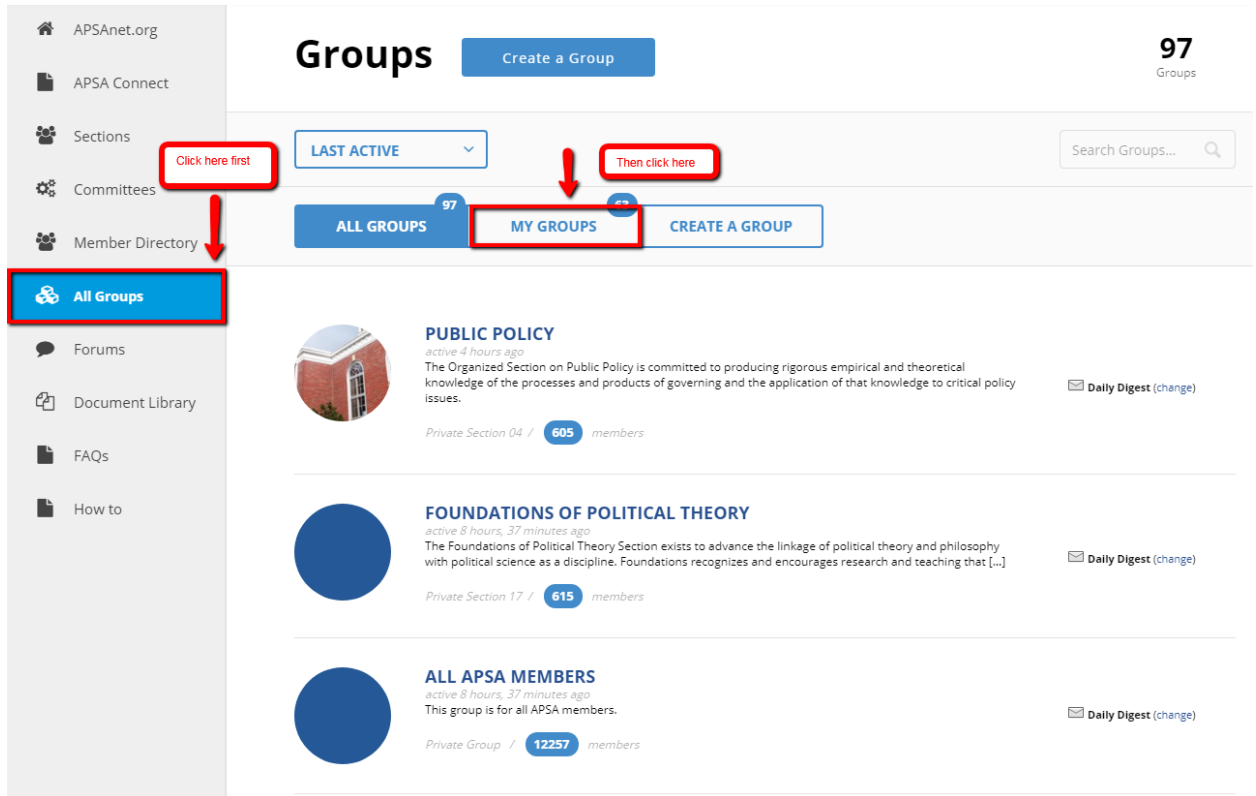 APSAnet.org
APSA Connect
Sections
Committees
Member Directory
All Groups
Forums
Document Library
FAQs
How to
Groups
Create a Group
97
Groups
LAST ACTIVE
Search Groups...
Click here first
Then click here
ALL GROUPS 97
MY GROUPS
CREATE A GROUP
PUBLIC POLICY
active 4 hours ago
The Organized Section on Public Policy is committed to producing rigorous empirical and theoretical
knowledge of the processes and products of governing and the application of that knowledge to critical policy
issues.
Private Section 04 / 605 members
Daily Digest (change)
FOUNDATIONS OF POLITICAL THEORY
active 8 hours, 37 minutes ago
The Foundations of Political Theory Section exists to advance the linkage of political theory and philosophy
with political science as a discipline. Foundations recognizes and encourages research and teaching that [...]
Private Section 17 / 615 members
Daily Digest (change)
ALL APSA MEMBERS
active 8 hours, 37 minutes ago
This group is for all APSA members.
Private Group / 12257 members
Daily Digest (change)